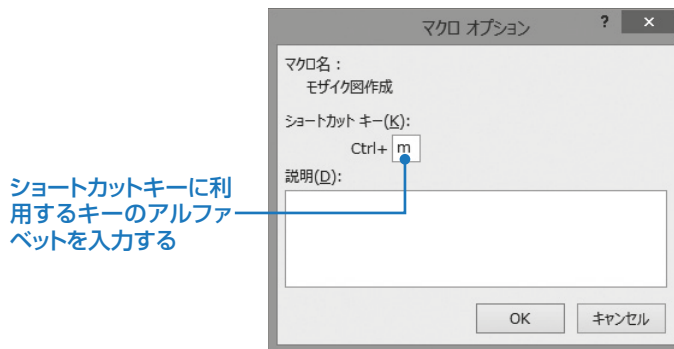 マクロ オプション ? ×
マクロ名：
モザイク図作成
ショートカット キー(K):
Ctrl+ m
説明(D):
ショートカットキーに利
用するキーのアルファ
ベットを入力する
OK キャンセル